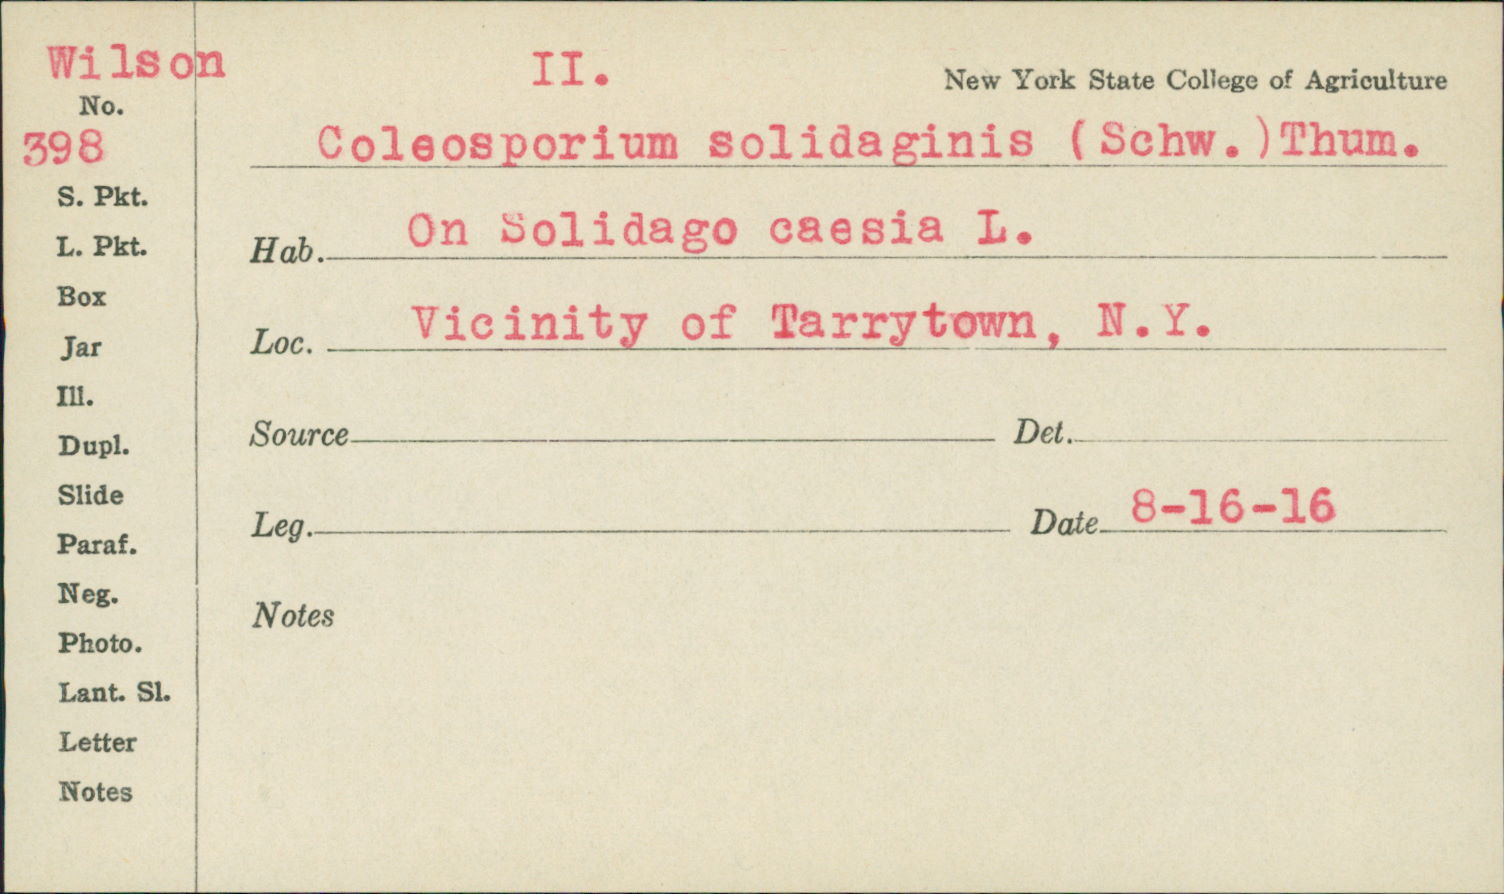 Wilson
No.
398
S. Pkt.
L. Pkt.
Box
Jar
Ill.
Dupl.
Slide
Paraf.
Neg.
Photo.
Lant. Sl.
Letter
Notes
II.
New York State College of Agriculture
Coleosporium solidaginis (Schw.)Thum.
Hab. On Solidago caesia L.
Loc. Vicinity of Tarrytown, N.Y.
Source Det.
Leg. Date 8-16-16
Notes